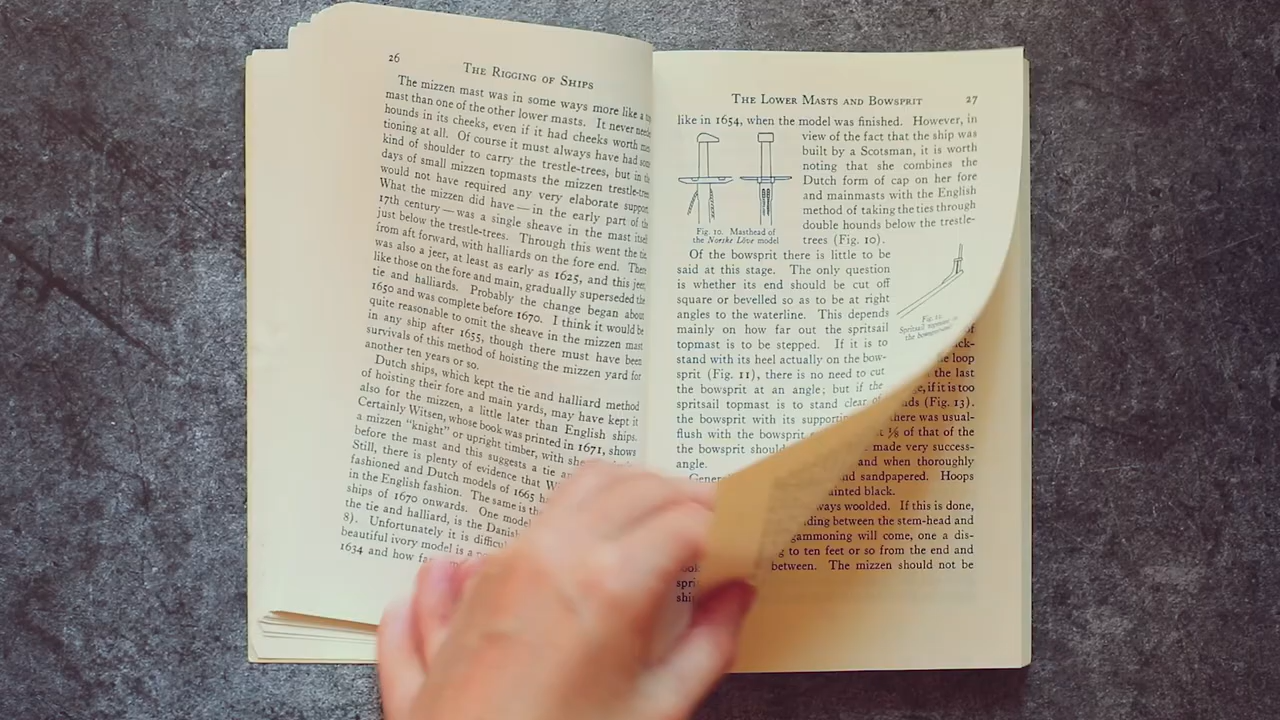 26
THE RIGGING OF SHIPS
The mizzen mast was in some ways more like a
mast than one of the other lower masts. It never
hounds in its cheeks, even if it had cheeks worth
tioning at all. Of course it must always have had
kind of shoulder to carry the trestle-trees, but in
days of small mizzen topmasts the mizzen trestle-trees
would not have required any very elaborate support.
What the mizzen did have—in the early part of the
17th century—was a single sheave in the mast itself
just below the trestle-trees. Through this went the tie
from aft forward, with halliards on the fore end. There
was also a jeer, at least as early as 1625, and this jeer,
like those on the fore and main, gradually superseded the
tie and halliards. Probably the change began about
1650 and was complete before 1670. I think it would be
quite reasonable to omit the sheave in the mizzen mast
in any ship after 1655, though there must have been
survivals of this method of hoisting the mizzen yard for
another ten years or so.
Dutch ships, which kept the tie and halliard method
of hoisting their fore and main yards, may have kept it
also for the mizzen, a little later than English ships.
Certainly Witsen, whose book was printed in 1671, shows
a mizzen "knight" or upright timber, with
before the mast and this suggests a tie
Still, there is plenty of evidence that
fashioned and Dutch models of 1665
in the English fashion. The same is
ships of 1670 onwards. One model
the tie and halliard, is the Danish
8). Unfortunately it is
beautiful ivory model is a
1634 and how far
THE LOWER MASTS AND BOWSPRIT
27
like in 1654, when the model was finished. However, in
view of the fact that the ship was
built by a Scotsman, it is worth
noting that she combines the
Dutch form of cap on her fore
and mainmasts with the English
method of taking the ties through
double hounds below the trestle-
trees (Fig. 10).
Fig. 10. Masthead of
the Norske Löve model
Of the bowsprit there is little to be
said at this stage. The only question
is whether its end should be cut off
square or bevelled so as to be at right
angles to the waterline. This depends
mainly on how far out the spritsail
topmast is to be stepped. If it is to
stand with its heel actually on the bow-
sprit (Fig. 11), there is no need to cut
the bowsprit at an angle; but if the
spritsail topmast is to stand clear of
the bowsprit with its
flush with the bowsprit
the bowsprit should
angle.
Fig. 11.
Spritsail topmast
the bowsprit
of
loop
the last
if it is too
(Fig. 13).
there was usual-
⅛ of that of the
made very success-
and when thoroughly
and sandpapered. Hoops
painted black.
woolded. If this is done,
between the stem-head and
gammoning will come, one a dis-
to ten feet or so from the end and
between. The mizzen should not be